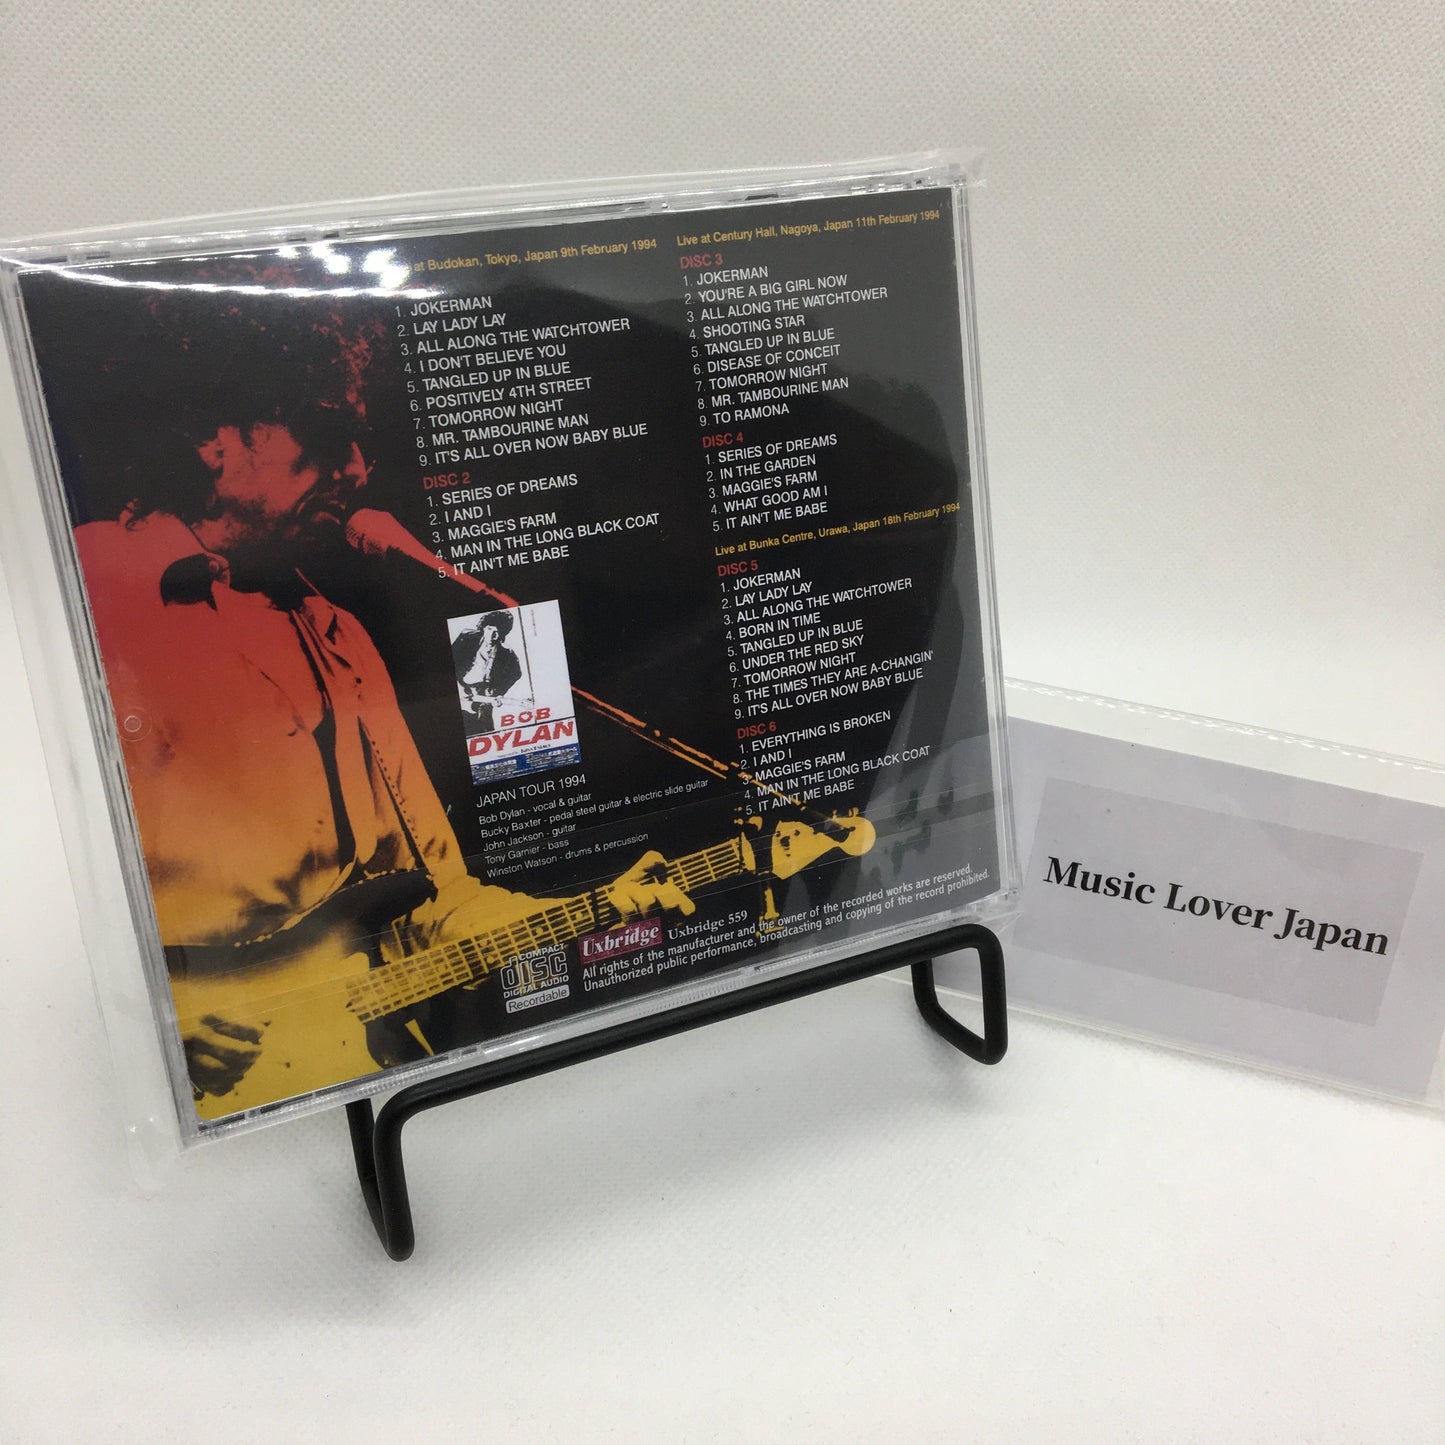 at Budokan, Tokyo, Japan 9th February 1994
1. JOKERMAN
2. LAY LADY LAY
3. ALL ALONG THE WATCHTOWER
4. I DON'T BELIEVE YOU
5. TANGLED UP IN BLUE
6. POSITIVELY 4TH STREET
7. TOMORROW NIGHT
8. MR. TAMBOURINE MAN
9. IT'S ALL OVER NOW BABY BLUE
DISC 2
1. SERIES OF DREAMS
2. I AND I
3. MAGGIE'S FARM
4. MAN IN THE LONG BLACK COAT
5. IT AIN'T ME BABE
BOB
DYLAN
JAPAN TOUR 1994
Bob Dylan - vocal & guitar
Bucky Baxter - pedal steel guitar & electric slide guitar
John Jackson - guitar
Tony Garnier - bass
Winston Watson - drums & percussion
Live at Century Hall, Nagoya, Japan 11th February 1994
DISC 3
1. JOKERMAN
2. YOU'RE A BIG GIRL NOW
3. ALL ALONG THE WATCHTOWER
4. SHOOTING STAR
5. TANGLED UP IN BLUE
6. DISEASE OF CONCEIT
7. TOMORROW NIGHT
8. MR. TAMBOURINE MAN
9. TO RAMONA
DISC 4
1. SERIES OF DREAMS
2. IN THE GARDEN
3. MAGGIE'S FARM
4. WHAT GOOD AM I
5. IT AIN'T ME BABE
Live at Bunka Centre, Urawa, Japan 18th February 1994
DISC 5
1. JOKERMAN
2. LAY LADY LAY
3. ALL ALONG THE WATCHTOWER
4. BORN IN TIME
5. TANGLED UP IN BLUE
6. UNDER THE RED SKY
7. TOMORROW NIGHT
8. THE TIMES THEY ARE A-CHANGIN'
9. IT'S ALL OVER NOW BABY BLUE
DISC 6
1. EVERYTHING IS BROKEN
2. I AND I
3. MAGGIE'S FARM
4. MAN IN THE LONG BLACK COAT
5. IT AIN'T ME BABE
COMPACT
disc
DIGITAL AUDIO
Recordable
Uxbridge Uxbridge 559
All rights of the manufacturer and the owner of the recorded works are reserved.
Unauthorized public performance, broadcasting and copying of the record prohibited.
Music Lover Japan